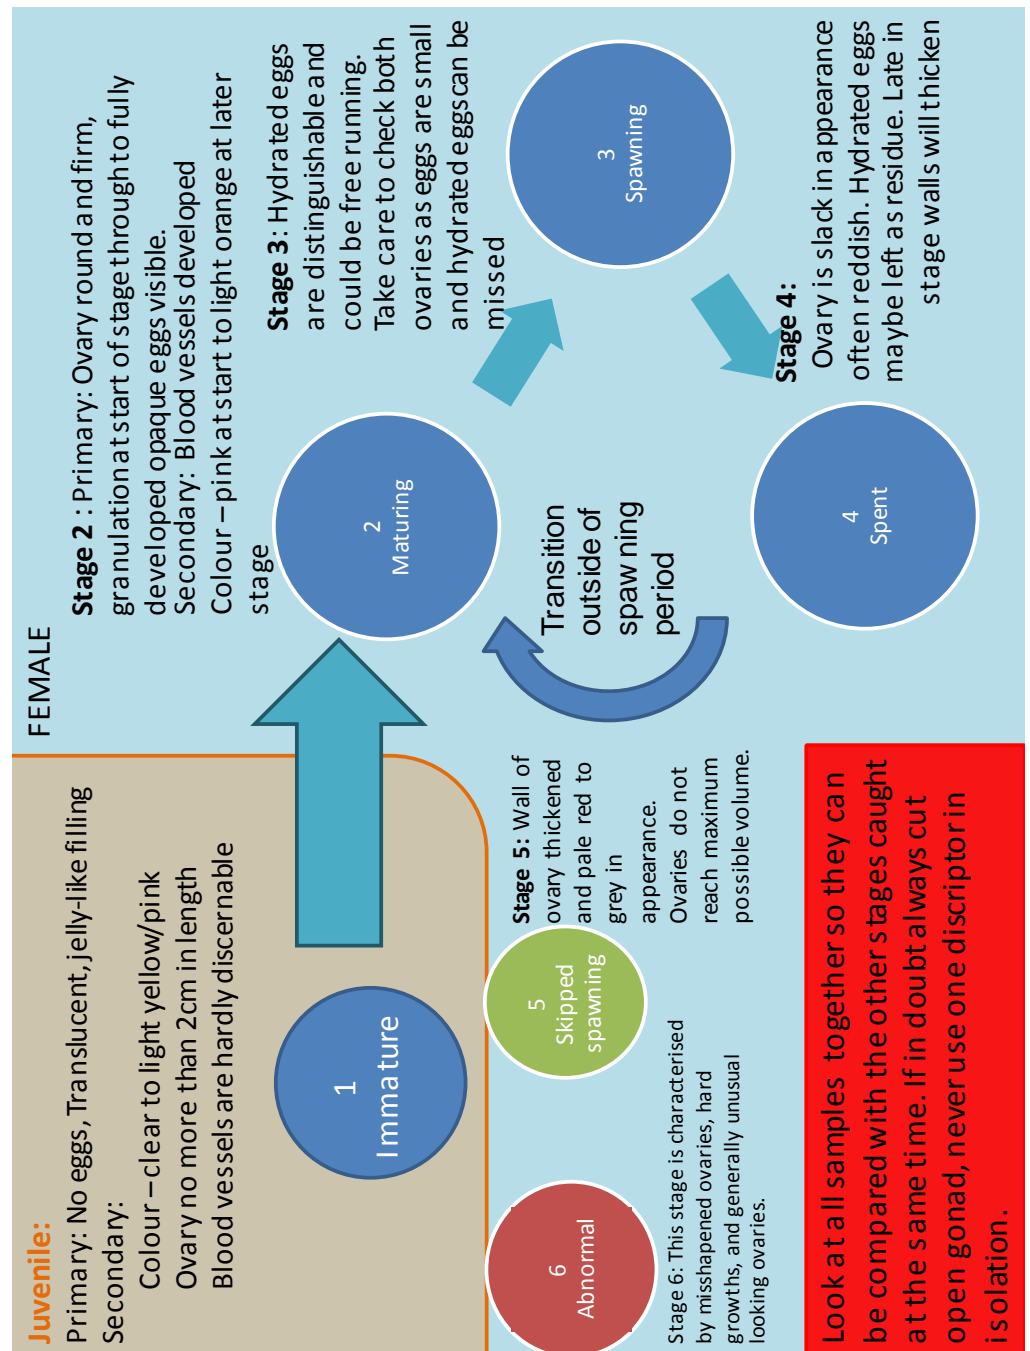 Juvenile:
Primary: No eggs, Translucent, jelly-like filling
Secondary:
Colour – clear to light yellow/pink
Ovary no more than 2cm in length
Blood vessels are hardly discernable
1
Immature
FEMALE
Stage 2 : Primary: Ovary round and firm,
granulation at start of stage through to fully
developed opaque eggs visible.
Secondary: Blood vessels developed
Colour – pink at start to light orange at later
stage
2
Maturing
Stage 3 : Hydrated eggs
are distinguishable and
could be free running.
Take care to check both
ovaries as eggs are small
and hydrated eggs can be
missed
3
Spawning
Stage 4:
Ovary is slack in appearance
often reddish. Hydrated eggs
maybe left as residue. Late in
stage walls will thicken
4
Spent
Transition
outside of
spawning
period
Stage 5: Wall of
ovary thickened
and pale red to
grey in
appearance.
Ovaries do not
reach maximum
possible volume.
5
Skipped
spawning
6
Abnormal
Stage 6: This stage is characterised
by misshapened ovaries, hard
growths, and generally unusual
looking ovaries.
Look at all samples together so they can
be compared with the other stages caught
at the same time. If in doubt always cut
open gonad, never use one discriptor in
isolation.